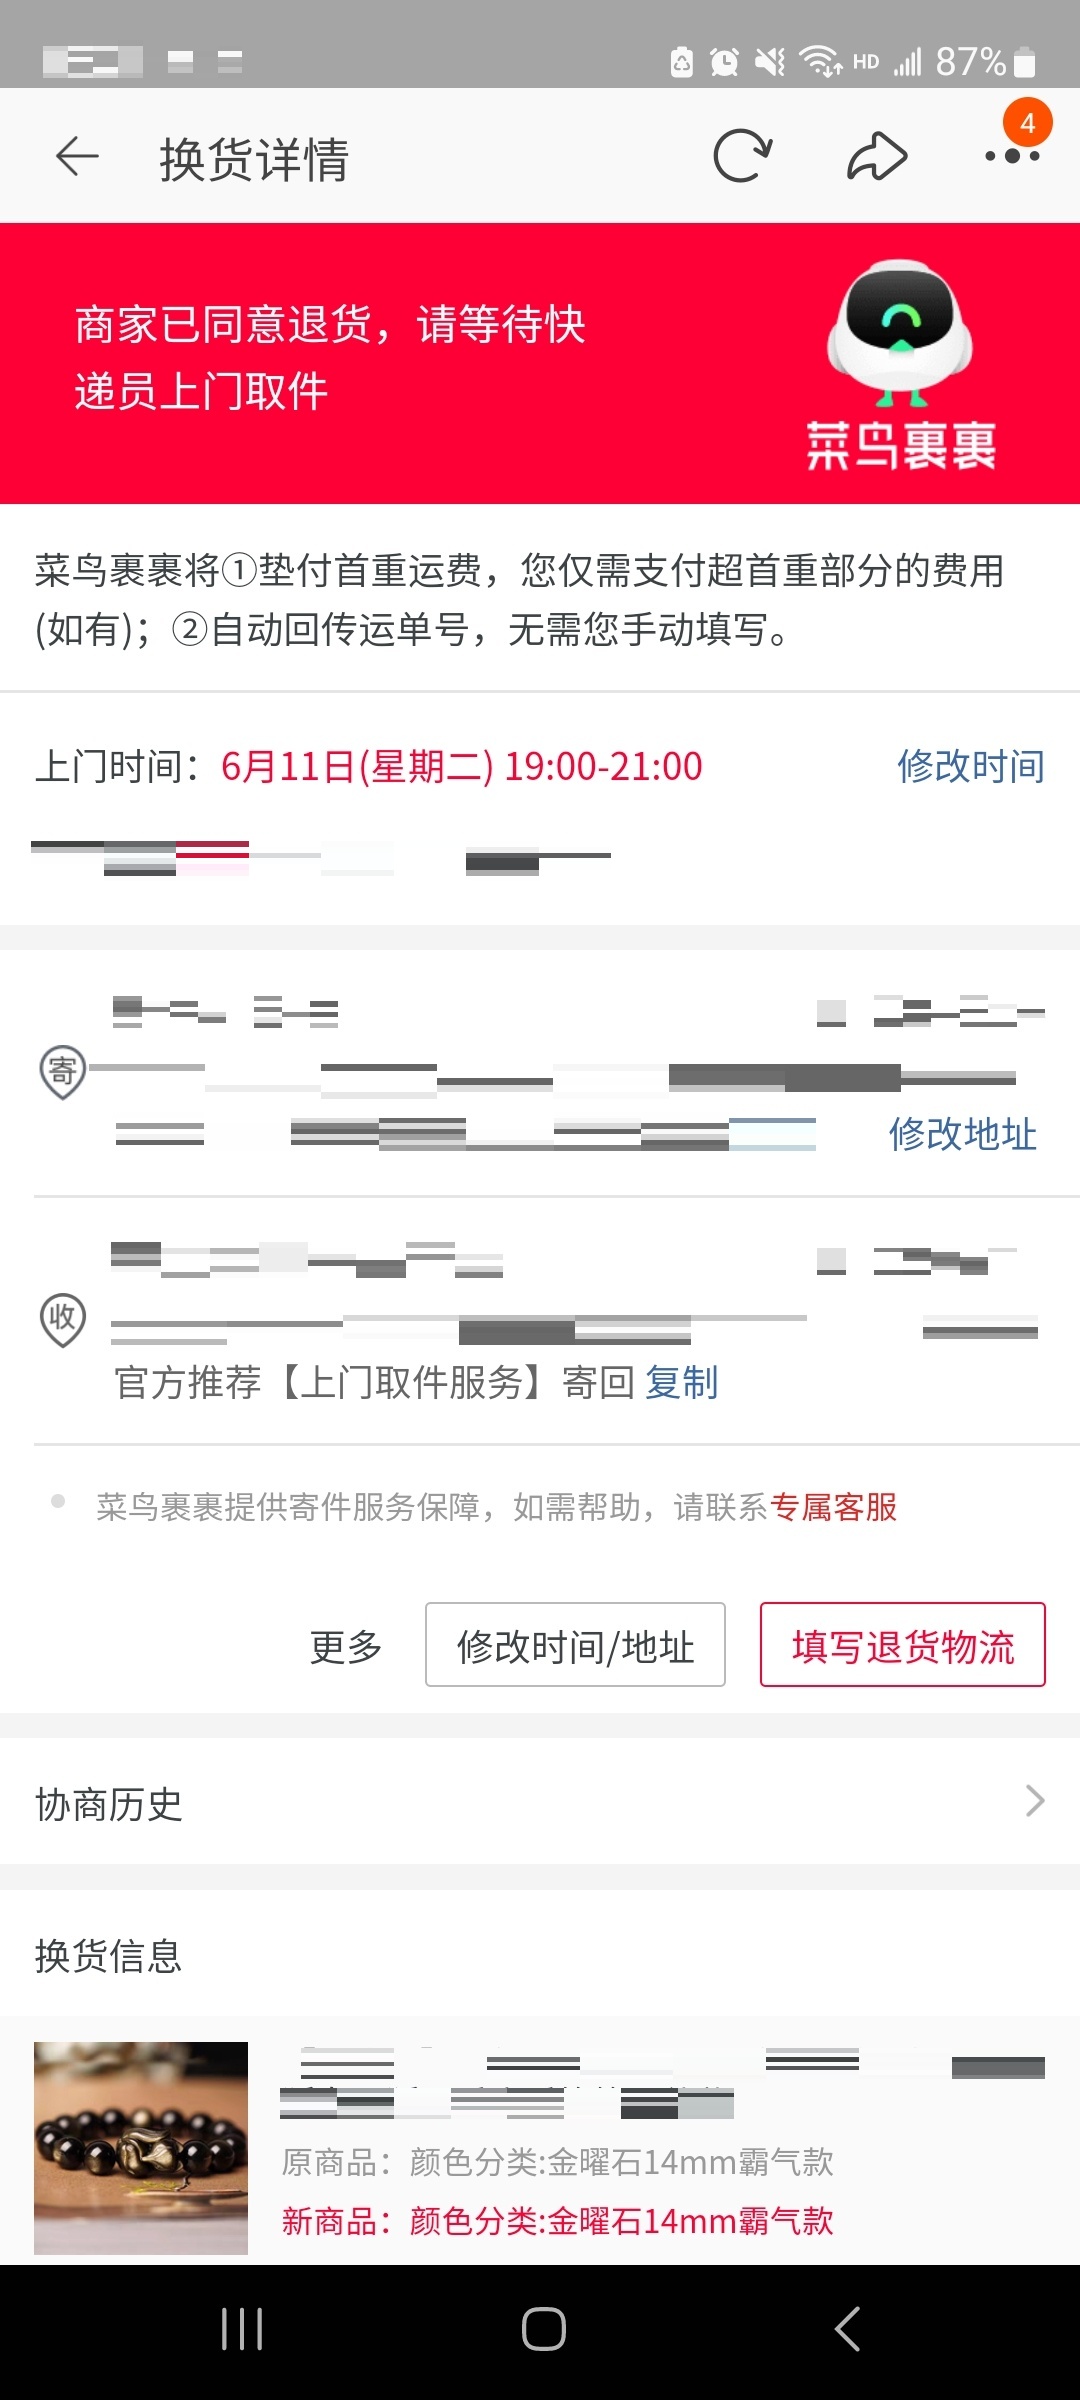 HD 87%
换货详情
4
商家已同意退货，请等待快
递员上门取件
菜鸟裹裹
菜鸟裹裹将①垫付首重运费，您仅需支付超首重部分的费用
(如有)；②自动回传运单号，无需您手动填写。
上门时间：6月11日(星期二) 19:00-21:00 修改时间
寄
修改地址
收
官方推荐【上门取件服务】寄回 复制
菜鸟裹裹提供寄件服务保障，如需帮助，请联系专属客服
更多 修改时间/地址 填写退货物流
协商历史
换货信息
原商品：颜色分类:金曜石14mm霸气款
新商品：颜色分类:金曜石14mm霸气款